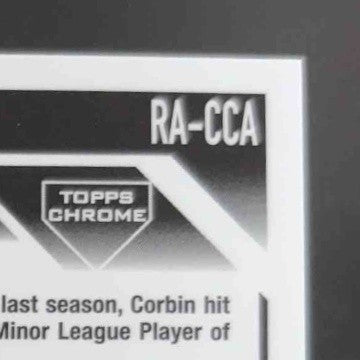 RA-CCA
TOPPS
CHROME
last season, Corbin hit
Minor League Player of